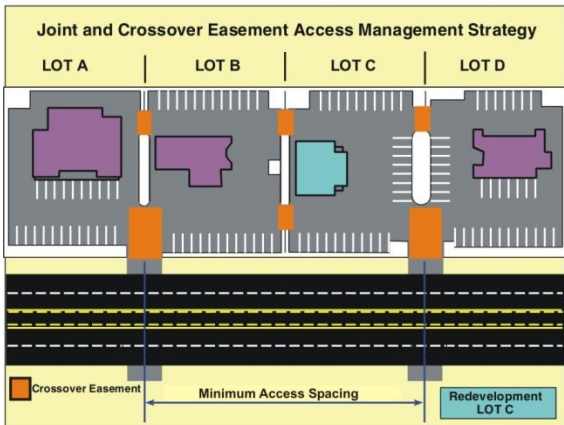 Joint and Crossover Easement Access Management Strategy
LOT A
LOT B
LOT C
LOT D
Crossover Easement
Minimum Access Spacing
Redevelopment
LOT C